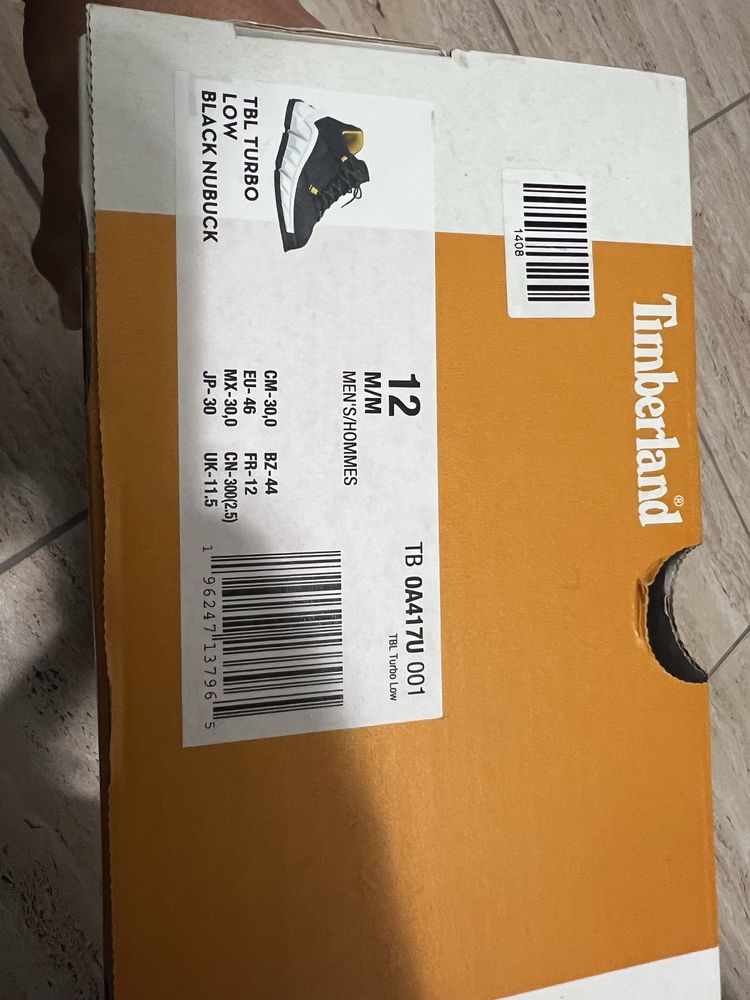 Timberland®
1408
TBL TURBO
LOW
BLACK NUBUCK
12
M/M
MEN'S/HOMMES
CM-30,0 BZ-44
EU-46 FR-12
MX-30,0 CN-300(2.5)
JP-30 UK-11.5
TB 0A417U 001
TBL Turbo Low
1 96247 13796 5